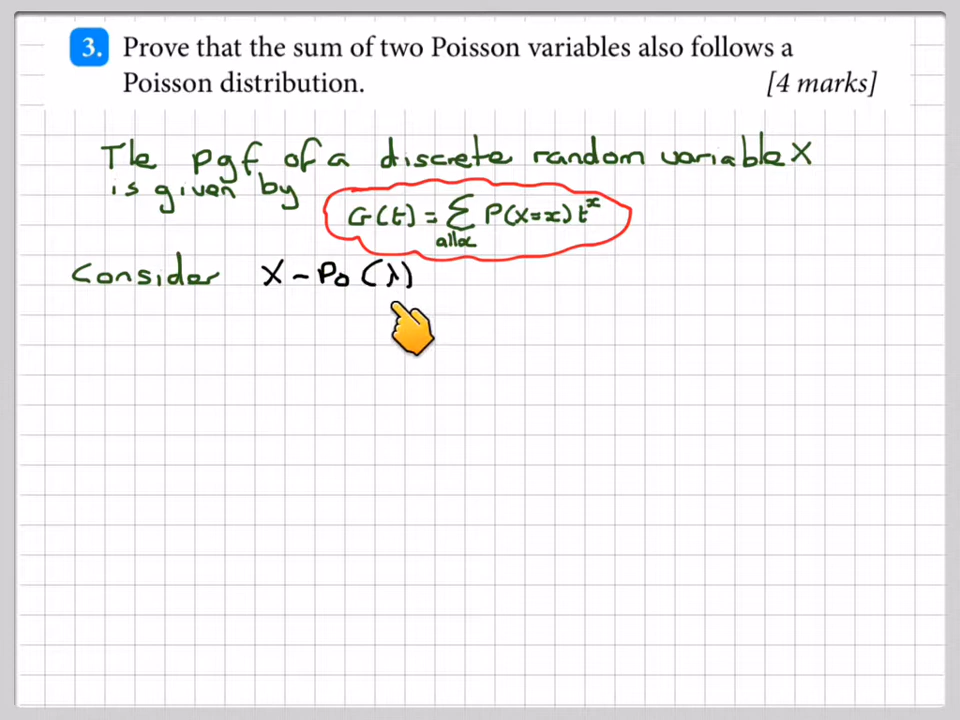 3. Prove that the sum of two Poisson variables also follows a
Poisson distribution. [4 marks]
The pgf of a discrete random variable X
is given by
G(t) = Σ P(X=x) t^x
all x
Consider X ~ Po (λ)